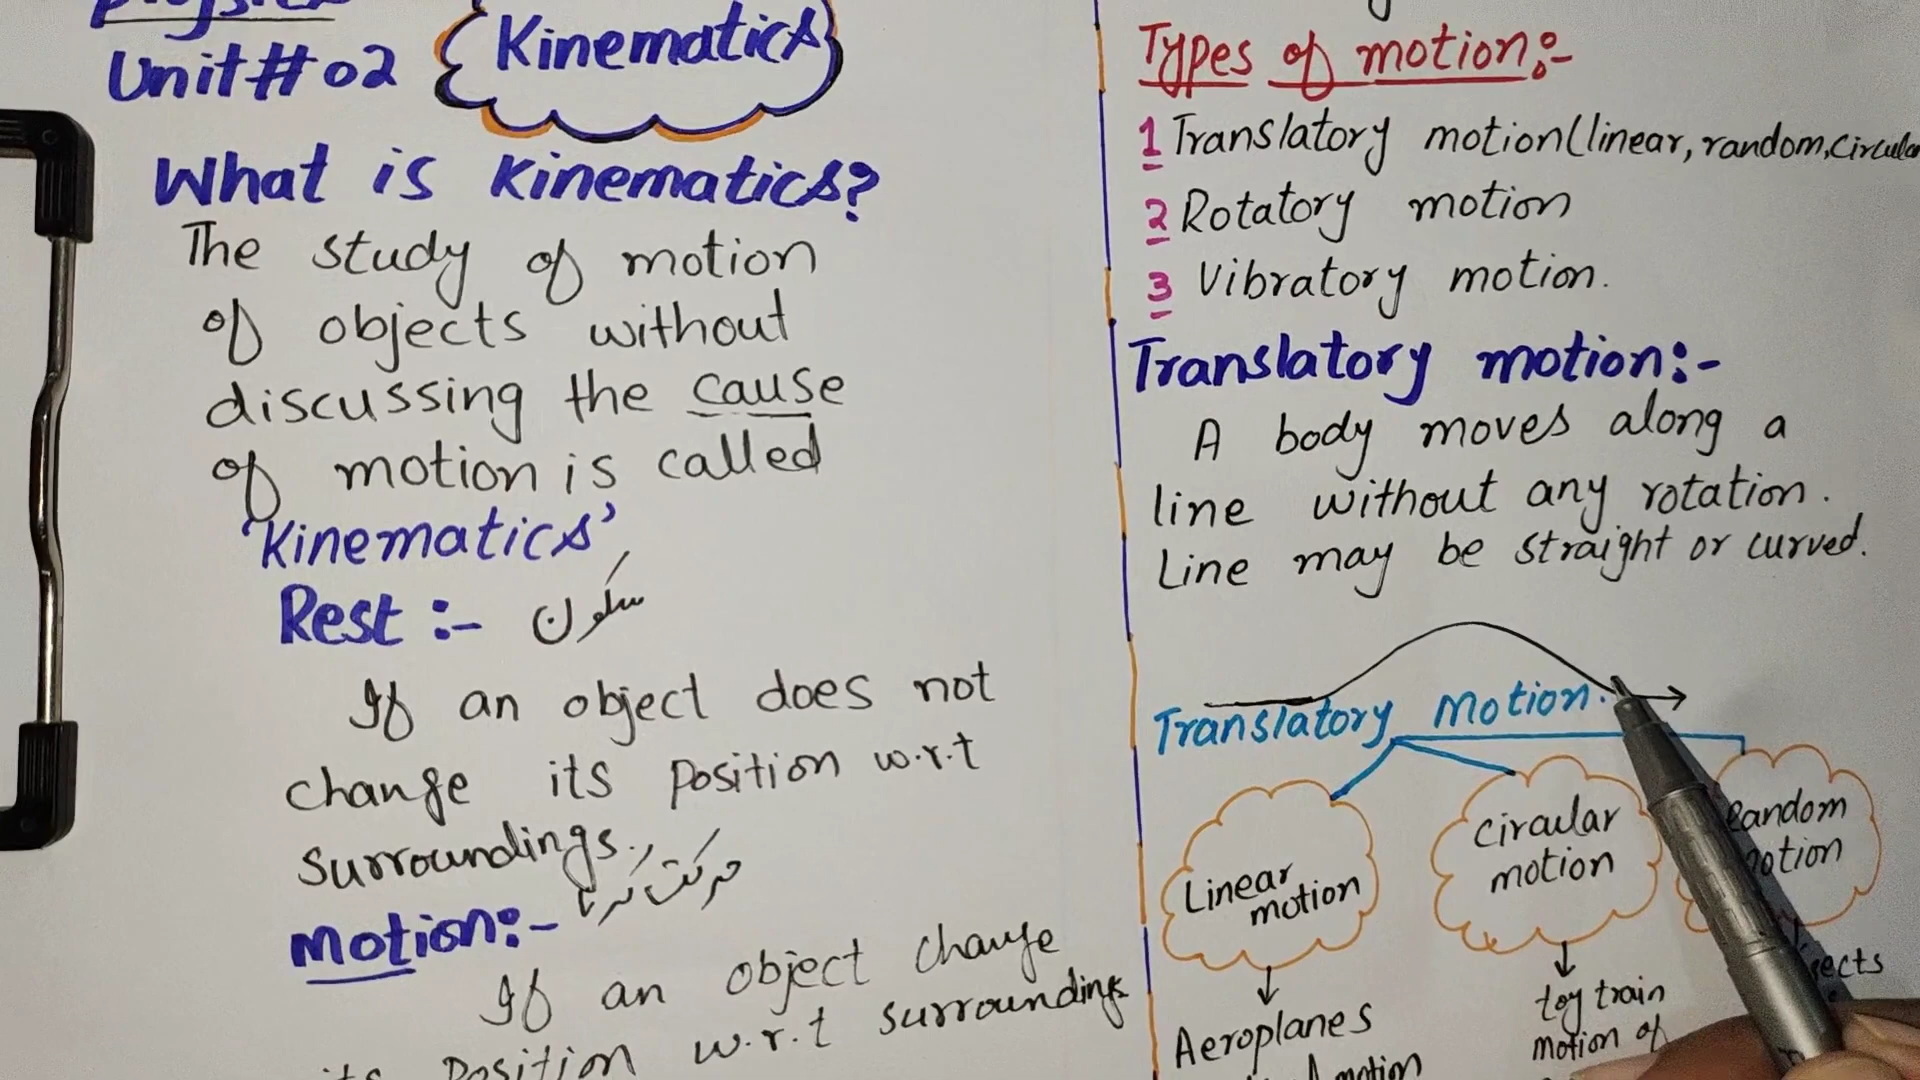 Physics
Unit#02
Kinematics
What is Kinematics?
The study of motion
of objects without
discussing the cause
of motion is called
'Kinematics'
Rest :- سکون
If an object does not
change its Position w.r.t
Surroundings.
Motion:- حرکت کرنا
If an object change
its Position w.r.t surroundings
Types of motion:-
1 Translatory motion(linear, random, circular
2 Rotatory motion
3 Vibratory motion.
Translatory motion:-
A body moves along a
line without any rotation.
Line may be straight or curved.
Translatory Motion.
Linear motion
Circular motion
Random motion
Aeroplanes
motion
toy train
motion of